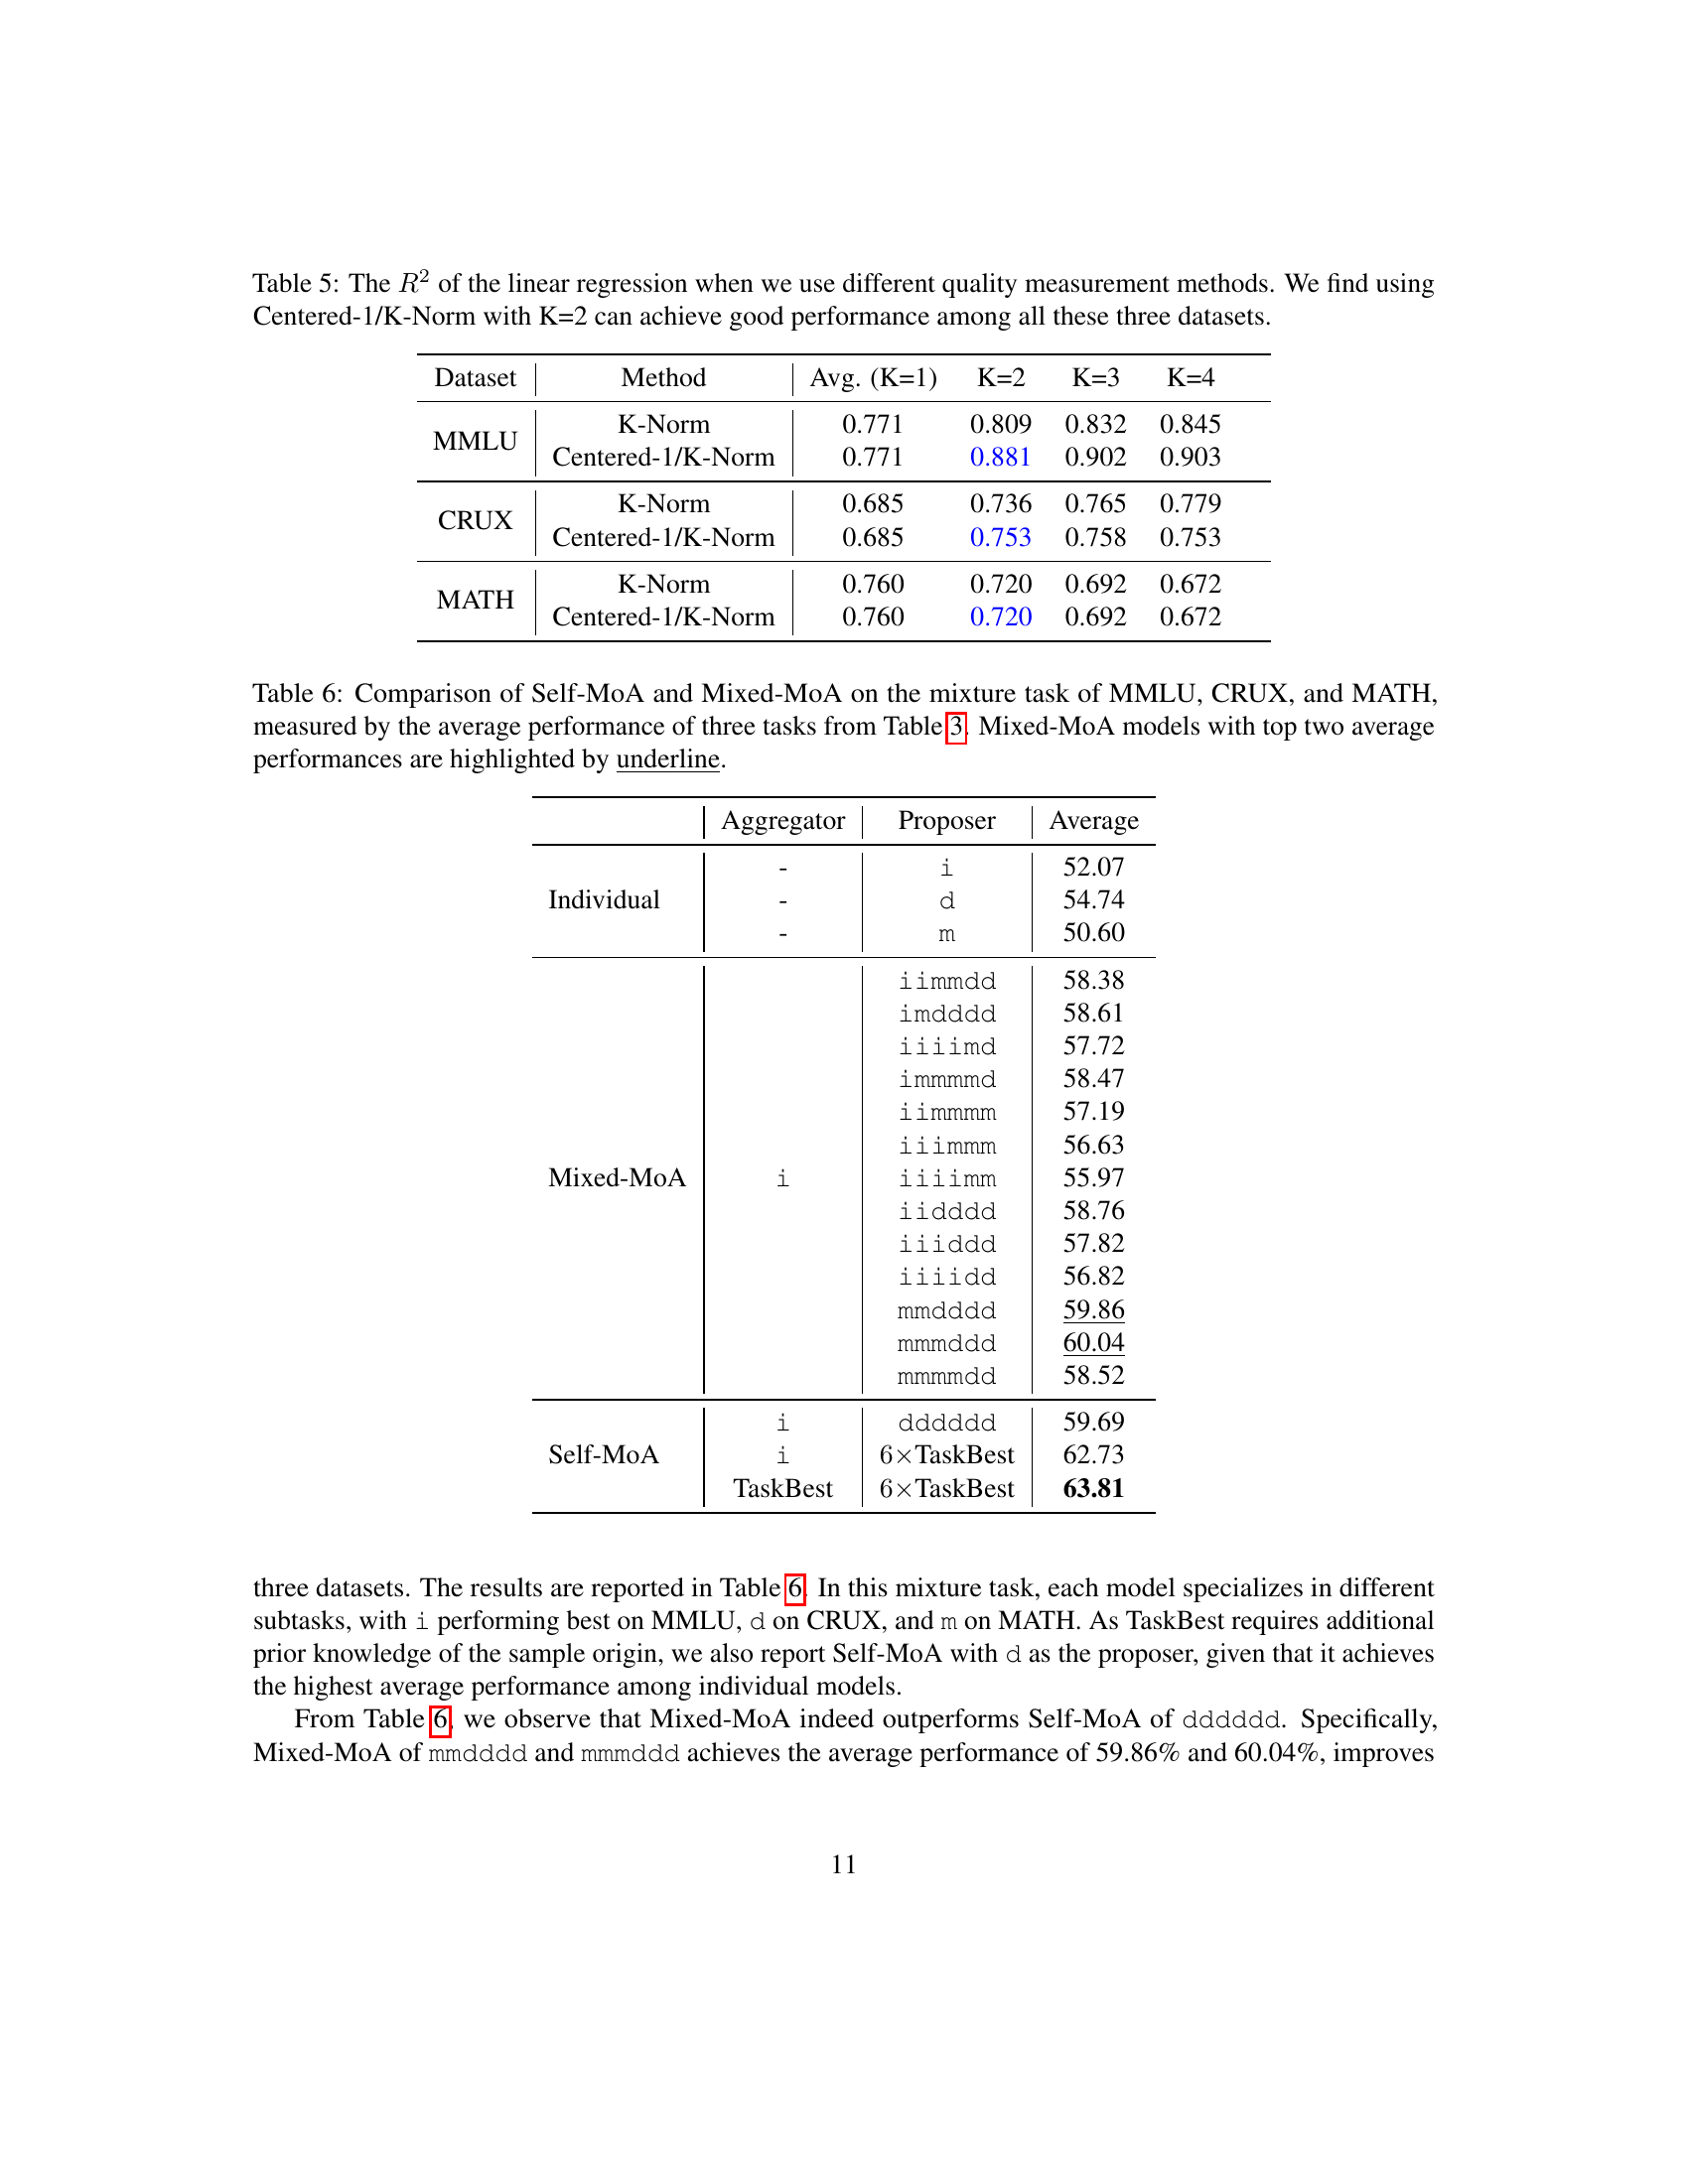 Table 5: The R² of the linear regression when we use different quality measurement methods. We find using
Centered-1/K-Norm with K=2 can achieve good performance among all these three datasets.
Dataset Method Avg. (K=1) K=2 K=3 K=4
MMLU K-Norm 0.771 0.809 0.832 0.845
Centered-1/K-Norm 0.771 0.881 0.902 0.903
CRUX K-Norm 0.685 0.736 0.765 0.779
Centered-1/K-Norm 0.685 0.753 0.758 0.753
MATH K-Norm 0.760 0.720 0.692 0.672
Centered-1/K-Norm 0.760 0.720 0.692 0.672
Table 6: Comparison of Self-MoA and Mixed-MoA on the mixture task of MMLU, CRUX, and MATH,
measured by the average performance of three tasks from Table 3. Mixed-MoA models with top two average
performances are highlighted by underline.
Aggregator Proposer Average
- i 52.07
Individual - d 54.74
- m 50.60
iimmdd 58.38
imdddd 58.61
iiiimd 57.72
immmmd 58.47
iimmmm 57.19
iiimmm 56.63
Mixed-MoA i iiiimm 55.97
iidddd 58.76
iiiddd 57.82
iiiidd 56.82
mmdddd 59.86
mmmddd 60.04
mmmmdd 58.52
i dddddd 59.69
Self-MoA i 6×TaskBest 62.73
TaskBest 6×TaskBest 63.81
three datasets. The results are reported in Table 6. In this mixture task, each model specializes in different
subtasks, with i performing best on MMLU, d on CRUX, and m on MATH. As TaskBest requires additional
prior knowledge of the sample origin, we also report Self-MoA with d as the proposer, given that it achieves
the highest average performance among individual models.
From Table 6, we observe that Mixed-MoA indeed outperforms Self-MoA of dddddd. Specifically,
Mixed-MoA of mmdddd and mmmddd achieves the average performance of 59.86% and 60.04%, improves
11